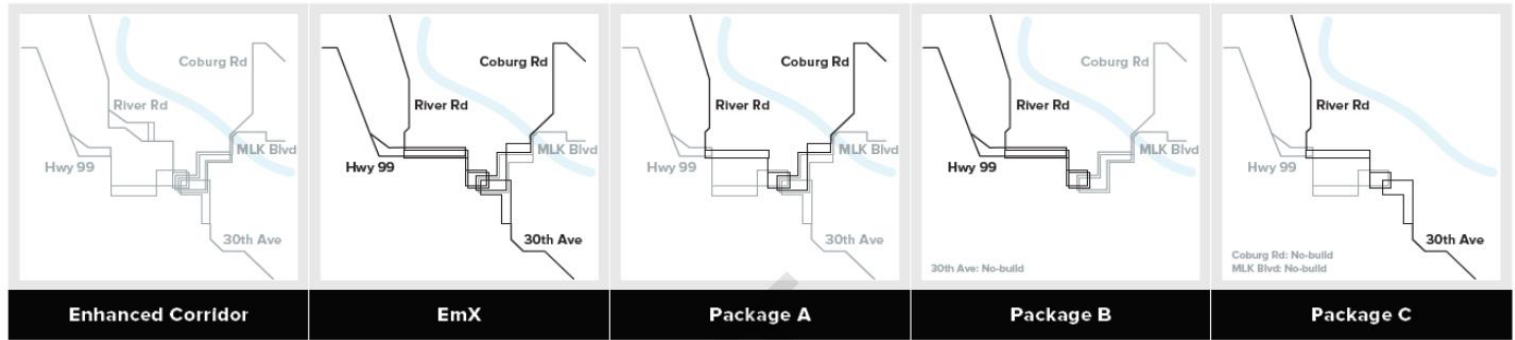 Coburg Rd
River Rd
MLK Blvd
Hwy 99
30th Ave
Enhanced Corridor
Coburg Rd
River Rd
MLK Blvd
Hwy 99
30th Ave
EmX
Coburg Rd
River Rd
MLK Blvd
Hwy 99
30th Ave
Package A
Coburg Rd
River Rd
MLK Blvd
Hwy 99
30th Ave: No-build
Package B
River Rd
Hwy 99
30th Ave
Coburg Rd: No-build
MLK Blvd: No-build
Package C